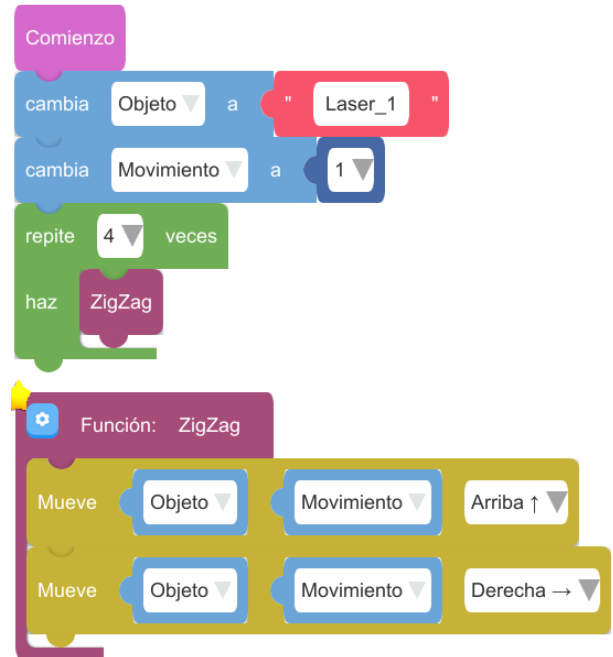 Comienzo
cambia Objeto a " Laser_1 "
cambia Movimiento a 1
repite 4 veces
haz ZigZag
Función: ZigZag
Mueve Objeto Movimiento Arriba ↑
Mueve Objeto Movimiento Derecha →